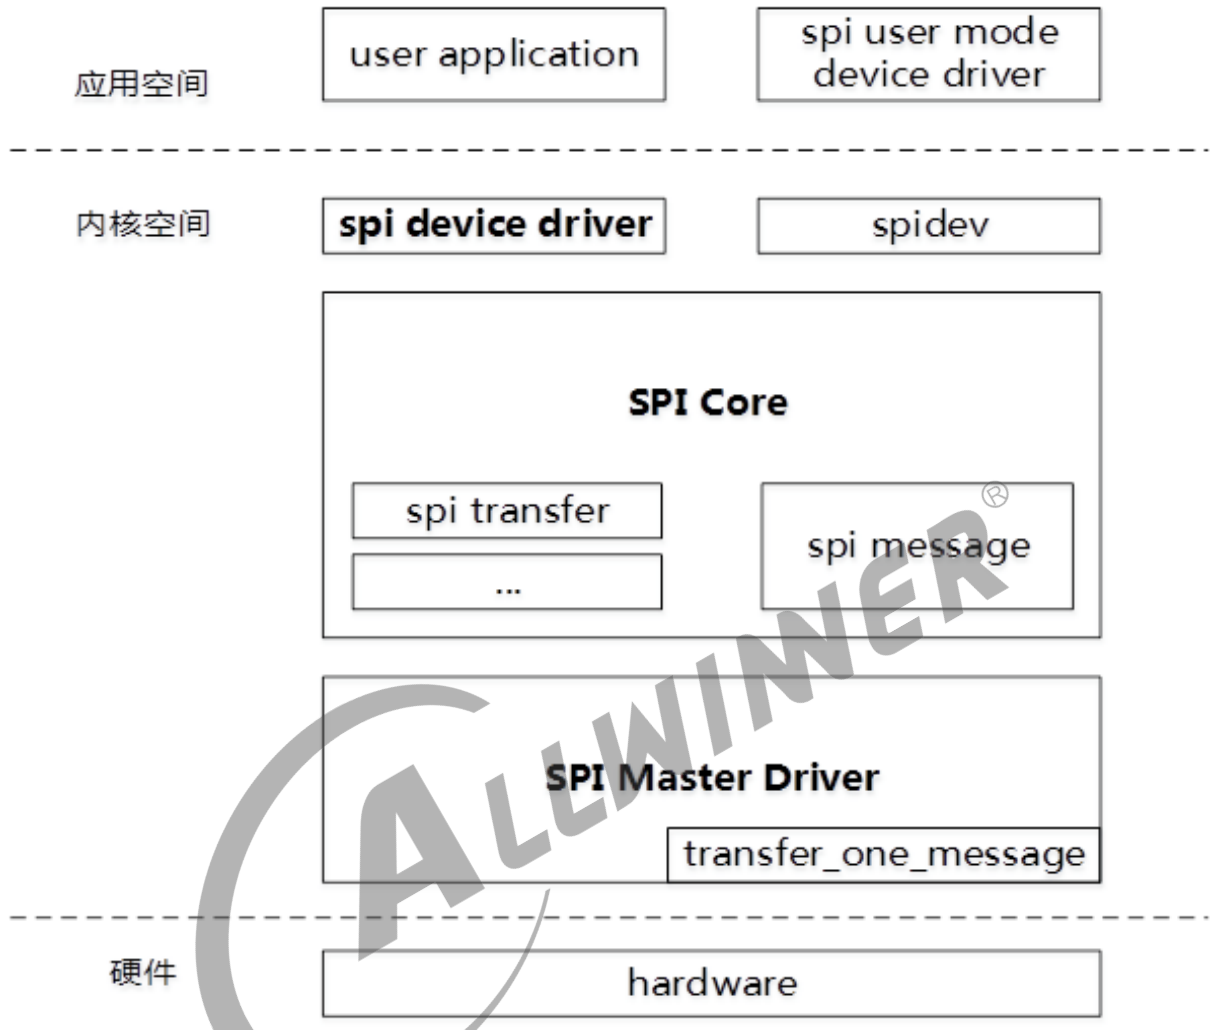 user application
spi user mode
device driver
应用空间
内核空间
spi device driver
spidev
SPI Core
spi transfer
...
spi message
ALLWINNER®
SPI Master Driver
transfer_one_message
硬件
hardware